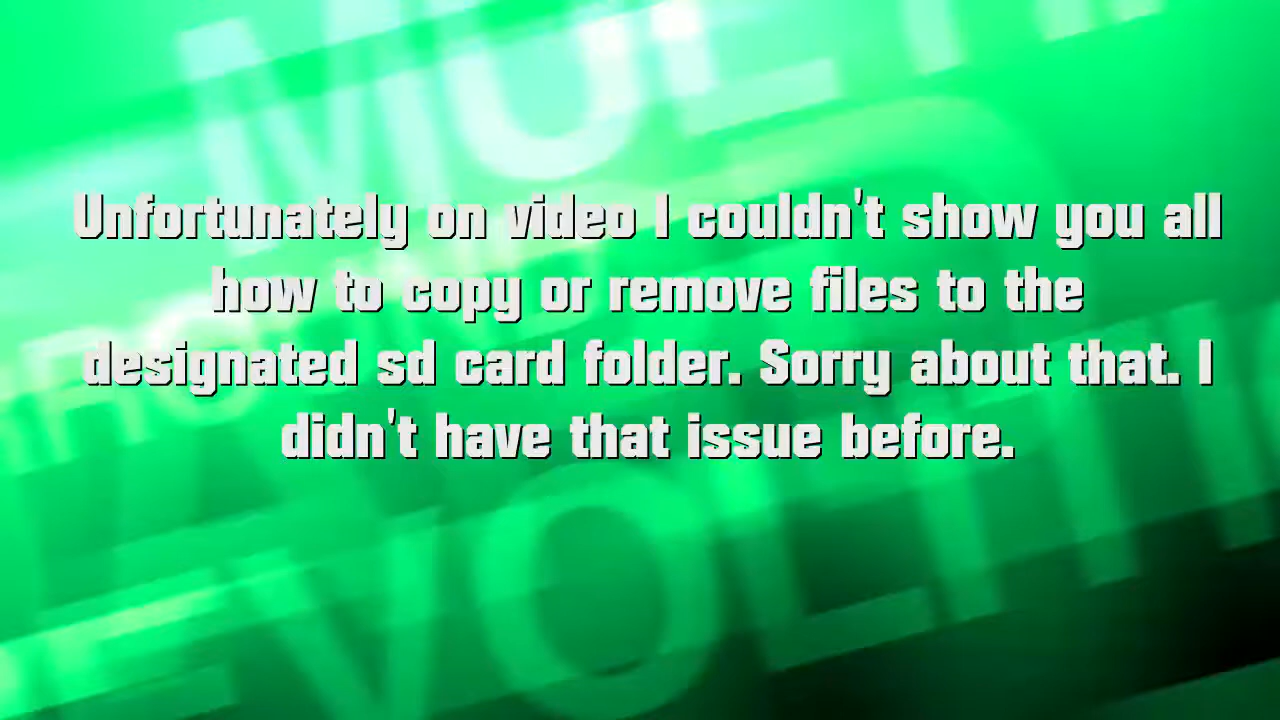 Unfortunately on video I couldn't show you all
how to copy or remove files to the
designated sd card folder. Sorry about that. I
didn't have that issue before.